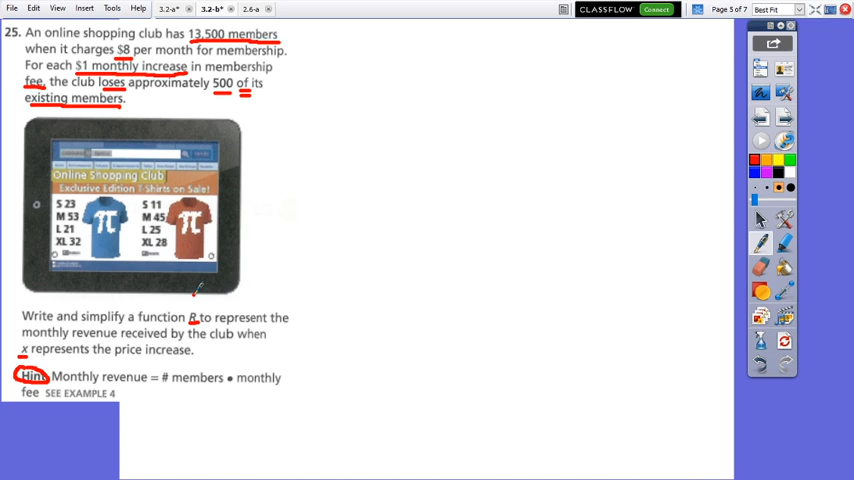 File Edit View Insert Tools Help
3.2-a*
3.2-b*
2.6-a
CLASSFLOW Connect
Page 5 of 7
Best Fit
25. An online shopping club has 13,500 members
when it charges $8 per month for membership.
For each $1 monthly increase in membership
fee, the club loses approximately 500 of its
existing members.
Online Shopping Club
Exclusive Edition T-Shirts on Sale!
S 23
M 53
L 21
XL 32
π
S 11
M 45
L 25
XL 28
π
Write and simplify a function R to represent the
monthly revenue received by the club when
x represents the price increase.
Hint Monthly revenue = # members • monthly
fee SEE EXAMPLE 4